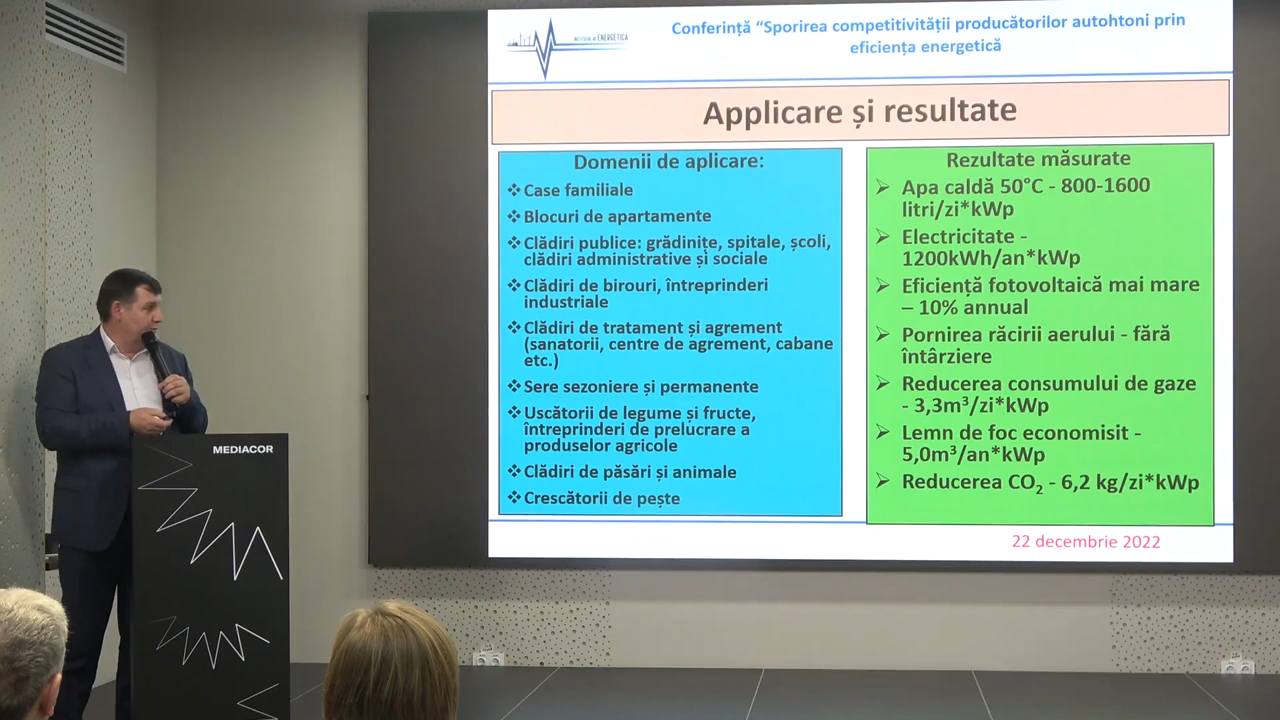 Conferință “Sporirea competitivității producătorilor autohtoni prin
eficiența energetică
INSTITUTUL DE ENERGETICA
Applicare și resultate
Domenii de aplicare:
Case familiale
Blocuri de apartamente
Clădiri publice: grădinițe, spitale, școli,
clădiri administrative și sociale
Clădiri de birouri, întreprinderi
industriale
Clădiri de tratament și agrement
(sanatorii, centre de agrement, cabane
etc.)
Sere sezoniere și permanente
Uscătorii de legume și fructe,
întreprinderi de prelucrare a
produselor agricole
Clădiri de păsări și animale
Crescătorii de pește
Rezultate măsurate
Apa caldă 50°C - 800-1600
litri/zi*kWp
Electricitate -
1200kWh/an*kWp
Eficiență fotovoltaică mai mare
– 10% annual
Pornirea răcirii aerului - fără
întârziere
Reducerea consumului de gaze
- 3,3m³/zi*kWp
Lemn de foc economisit -
5,0m³/an*kWp
Reducerea CO₂ - 6,2 kg/zi*kWp
22 decembrie 2022
MEDIACOR